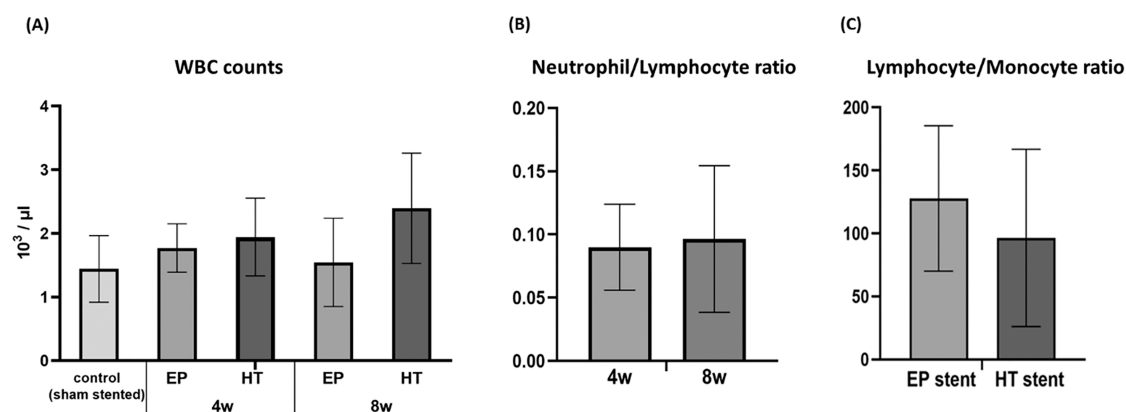 (A)
WBC counts
10³ / µl
4
3
2
1
0
control
(sham stented)
EP
HT
EP
HT
4w
8w
(B)
Neutrophil/Lymphocyte ratio
0.20
0.15
0.10
0.05
0.00
4w
8w
(C)
Lymphocyte/Monocyte ratio
200
150
100
50
0
EP stent
HT stent